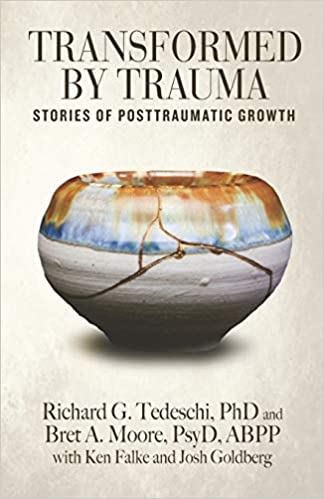 TRANSFORMED
BY TRAUMA
STORIES OF POSTTRAUMATIC GROWTH
Richard G. Tedeschi, PhD and
Bret A. Moore, PsyD, ABPP
with Ken Falke and Josh Goldberg